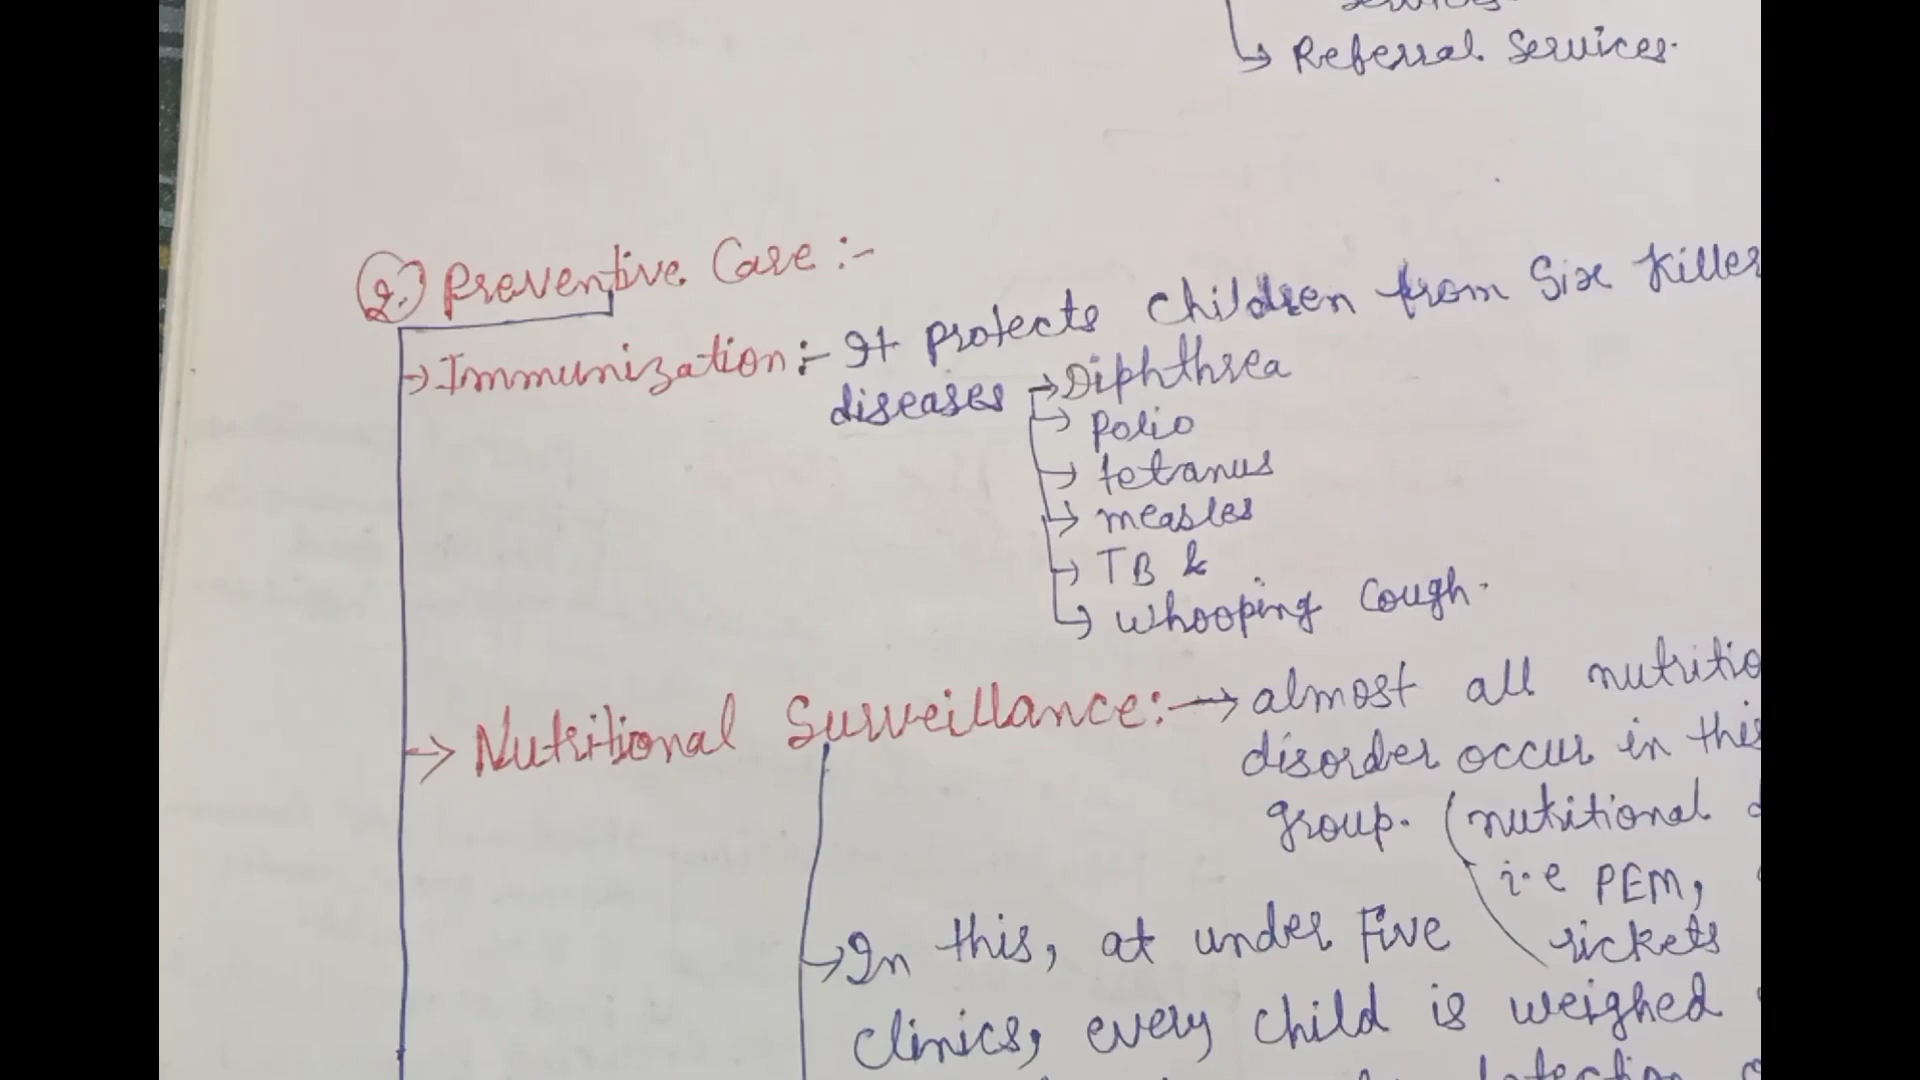 ↳ Referral Services.
2.) Preventive Care :-
→ Immunization :- It protects children from Six Killer
diseases → Diphthrea
→ Polio
→ tetanus
→ measles
→ TB &
↳ whooping Cough.
→ Nutritional Surveillance: → almost all nutritio
disorder occur in this
group. (nutritional
i.e PEM,
rickets
→ In this, at under Five
clinics, every child is weighed